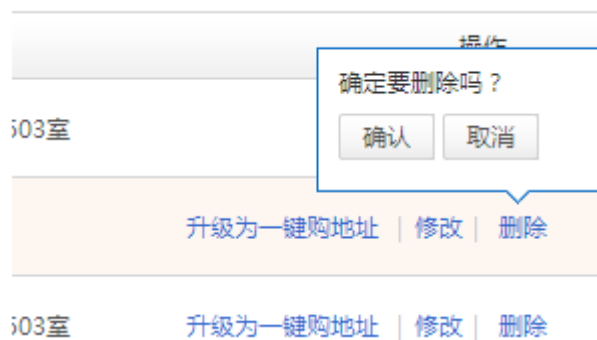 操作
确定要删除吗？
503室
确认 取消
升级为一键购地址 | 修改 | 删除
503室 升级为一键购地址 | 修改 | 删除